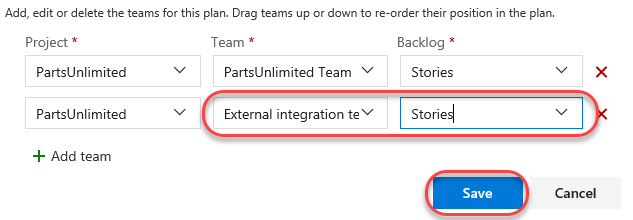 Add, edit or delete the teams for this plan. Drag teams up or down to re-order their position in the plan.
Project * Team * Backlog *
PartsUnlimited PartsUnlimited Team Stories
PartsUnlimited External integration te Stories
+ Add team
Save Cancel